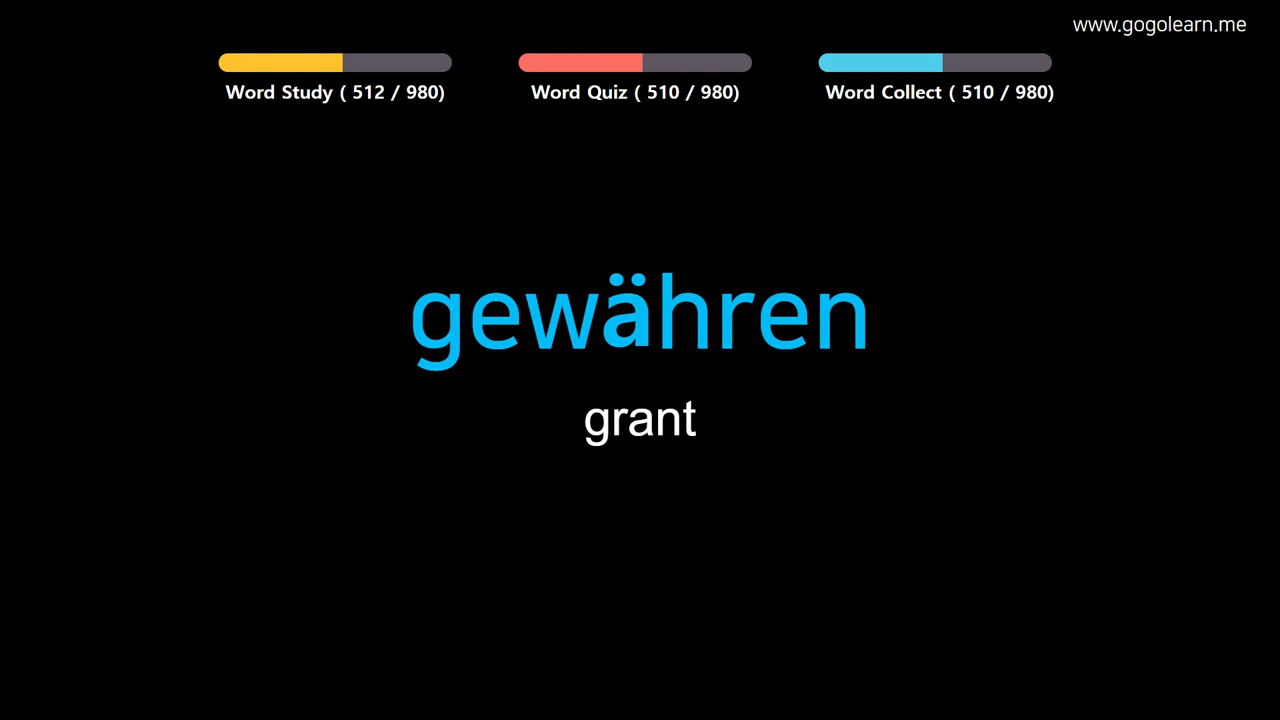 www.gogolearn.me
Word Study ( 512 / 980)
Word Quiz ( 510 / 980)
Word Collect ( 510 / 980)
gewähren
grant